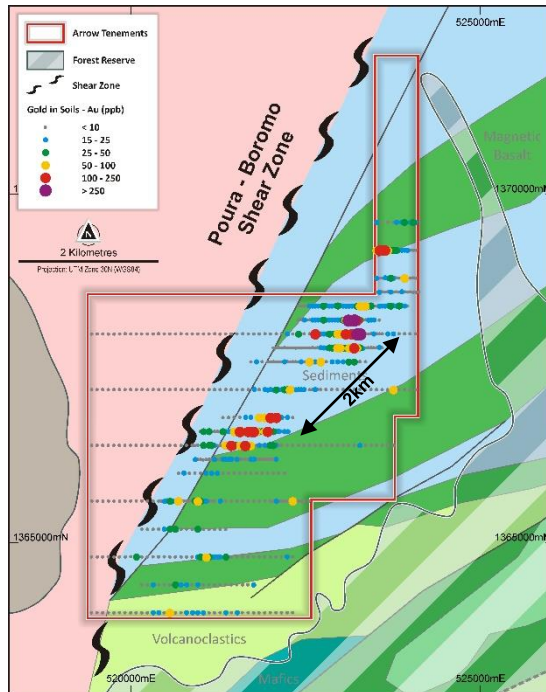 525000mE
Arrow Tenements
Forest Reserve
Shear Zone
Gold in Soils - Au (ppb)
< 10
15 - 25
25 - 50
50 - 100
100 - 250
> 250
N
2 Kilometres
Projection: UTM Zone 30N (WGS84)
Poura - Boromo
Shear Zone
Magnetic
Basalt
1370000mN
Sediment
2km
1365000mN
1365000mN
Volcanoclastics
Mafics
520000mE
525000mE